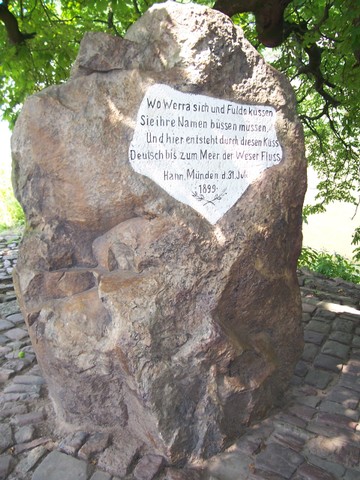 Wo Werra sich und Fulda küssen
Sie ihre Namen büssen müssen,
Und hier entsteht durch diesen Kuss
Deutsch bis zum Meer der Weser Fluss.
Hann. Münden d. 31. Juli
1899.